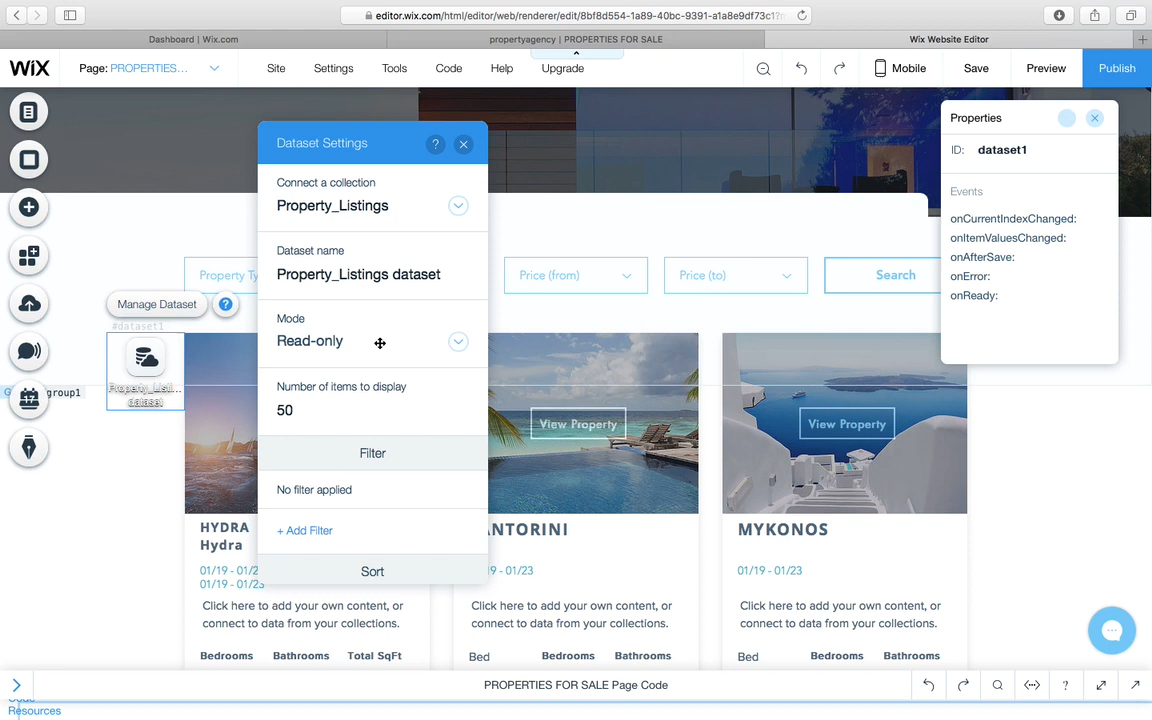 editor.wix.com/html/editor/web/renderer/edit/8bf8d554-1a89-40bc-9391-a1a8e9df73c1?m
Dashboard | Wix.com
propertyagency | PROPERTIES FOR SALE
Wix Website Editor
WiX
Page: PROPERTIES...
Site
Settings
Tools
Code
Help
Upgrade
Mobile
Save
Preview
Publish
Dataset Settings
?
Connect a collection
Property_Listings
Dataset name
Property_Listings dataset
Mode
Read-only
Number of items to display
50
Filter
No filter applied
+ Add Filter
Sort
Properties
ID: dataset1
Events
onCurrentIndexChanged:
onItemValuesChanged:
onAfterSave:
onError:
onReady:
Property Ty
Price (from)
Price (to)
Search
Manage Dataset
?
#dataset1
Property_Listi...
dataset
group1
View Property
View Property
HYDRA
Hydra
01/19 - 01/23
01/19 - 01/23
Click here to add your own content, or
connect to data from your collections.
Bedrooms Bathrooms Total SqFt
ANTORINI
19 - 01/23
Click here to add your own content, or
connect to data from your collections.
Bed Bedrooms Bathrooms
MYKONOS
01/19 - 01/23
Click here to add your own content, or
connect to data from your collections.
Bed Bedrooms Bathrooms
PROPERTIES FOR SALE Page Code
?
Code
Resources